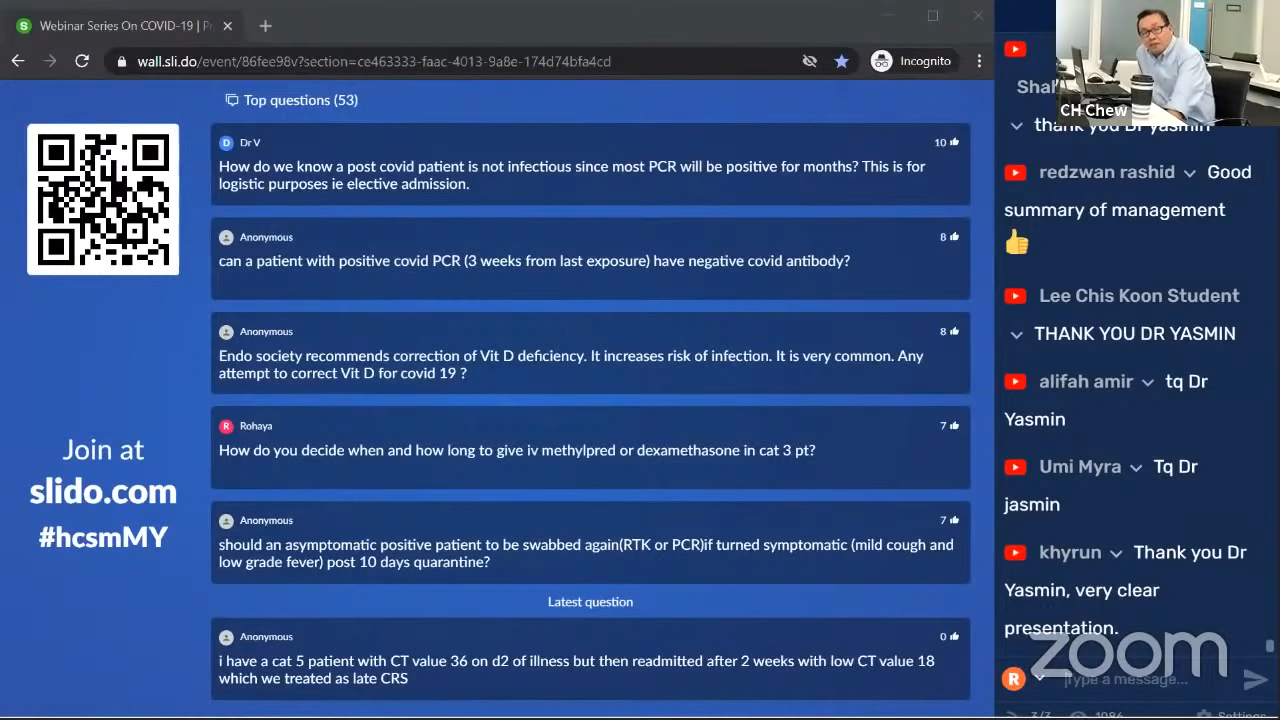 Webinar Series On COVID-19 | P
wall.sli.do/event/86fee98v?section=ce463333-faac-4013-9a8e-174d74bfa4cd
Incognito
Top questions (53)
D
Dr V
10
How do we know a post covid patient is not infectious since most PCR will be positive for months? This is for
logistic purposes ie elective admission.
Anonymous
8
can a patient with positive covid PCR (3 weeks from last exposure) have negative covid antibody?
Anonymous
8
Endo society recommends correction of Vit D deficiency. It increases risk of infection. It is very common. Any
attempt to correct Vit D for covid 19 ?
R
Rohaya
7
How do you decide when and how long to give iv methylpred or dexamethasone in cat 3 pt?
Anonymous
7
should an asymptomatic positive patient to be swabbed again(RTK or PCR)if turned symptomatic (mild cough and
low grade fever) post 10 days quarantine?
Latest question
Anonymous
0
i have a cat 5 patient with CT value 36 on d2 of illness but then readmitted after 2 weeks with low CT value 18
which we treated as late CRS
Join at
slido.com
#hcsmMY
CH Chew
thank you Dr yasmin
redzwan rashid
Good
summary of management
Lee Chis Koon Student
THANK YOU DR YASMIN
alifah amir
tq Dr
Yasmin
Umi Myra
Tq Dr
jasmin
khyrun
Thank you Dr
Yasmin, very clear
presentation.
zoom
R
Type a message...